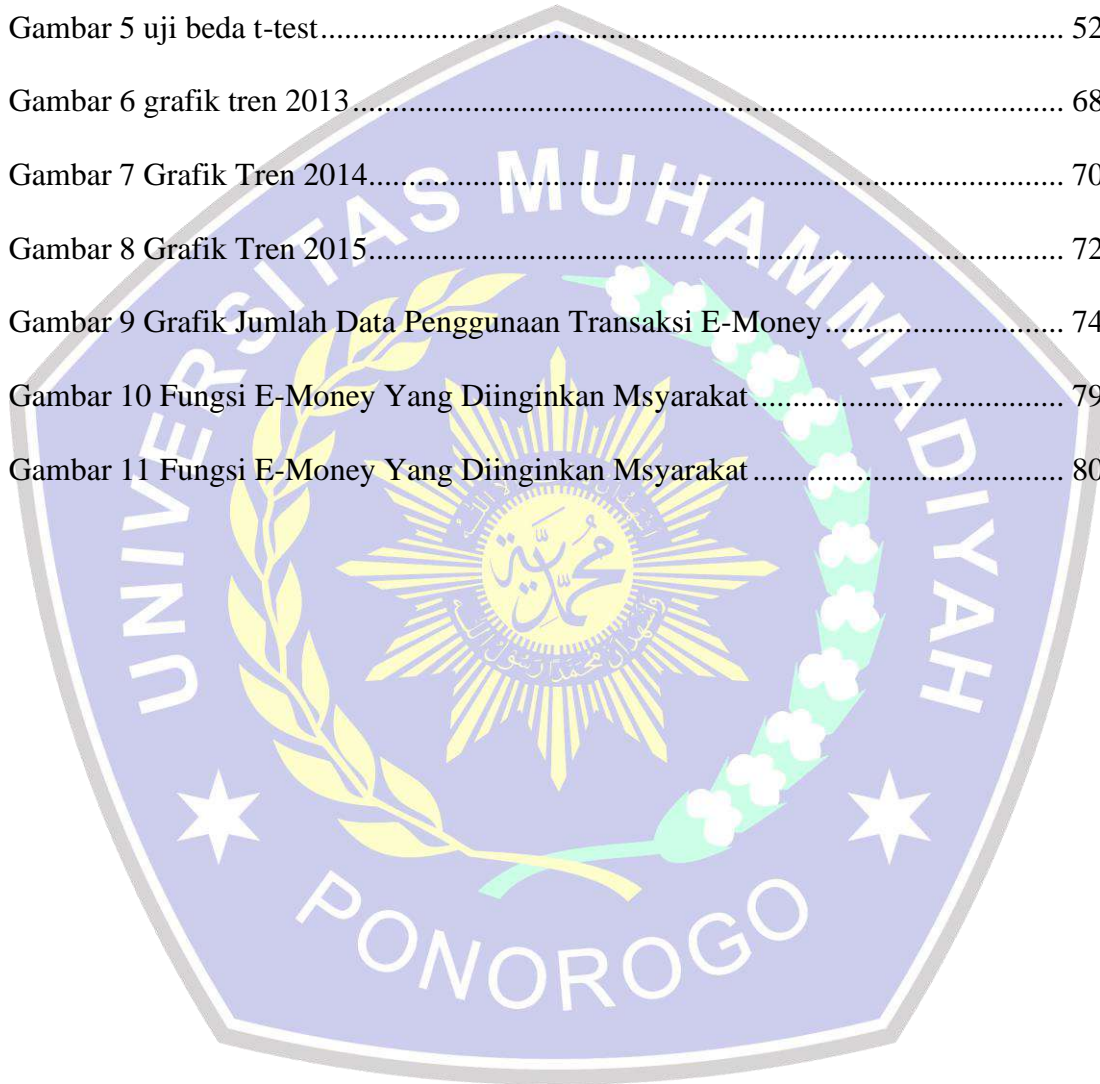 Gambar 5 uji beda t-test........................................................................................... 52
Gambar 6 grafik tren 2013....................................................................................... 68
Gambar 7 Grafik Tren 2014..................................................................................... 70
Gambar 8 Grafik Tren 2015..................................................................................... 72
Gambar 9 Grafik Jumlah Data Penggunaan Transaksi E-Money............................. 74
Gambar 10 Fungsi E-Money Yang Diinginkan Msyarakat...................................... 79
Gambar 11 Fungsi E-Money Yang Diinginkan Msyarakat...................................... 80
UNIVERSITAS MUHAMMADIYAH
محمدية
PONOROGO